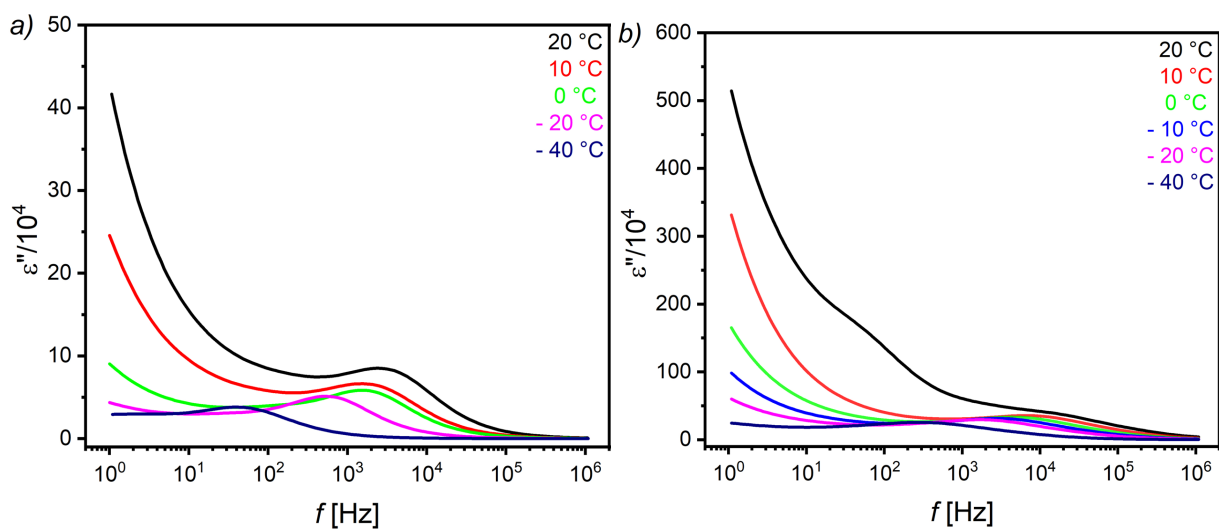 a)
50
40
30
20
10
0
ε"/10⁴
20 °C
10 °C
0 °C
- 20 °C
- 40 °C
10⁰ 10¹ 10² 10³ 10⁴ 10⁵ 10⁶
f [Hz]
b)
600
500
400
300
200
100
0
ε"/10⁴
20 °C
10 °C
0 °C
- 10 °C
- 20 °C
- 40 °C
10⁰ 10¹ 10² 10³ 10⁴ 10⁵ 10⁶
f [Hz]